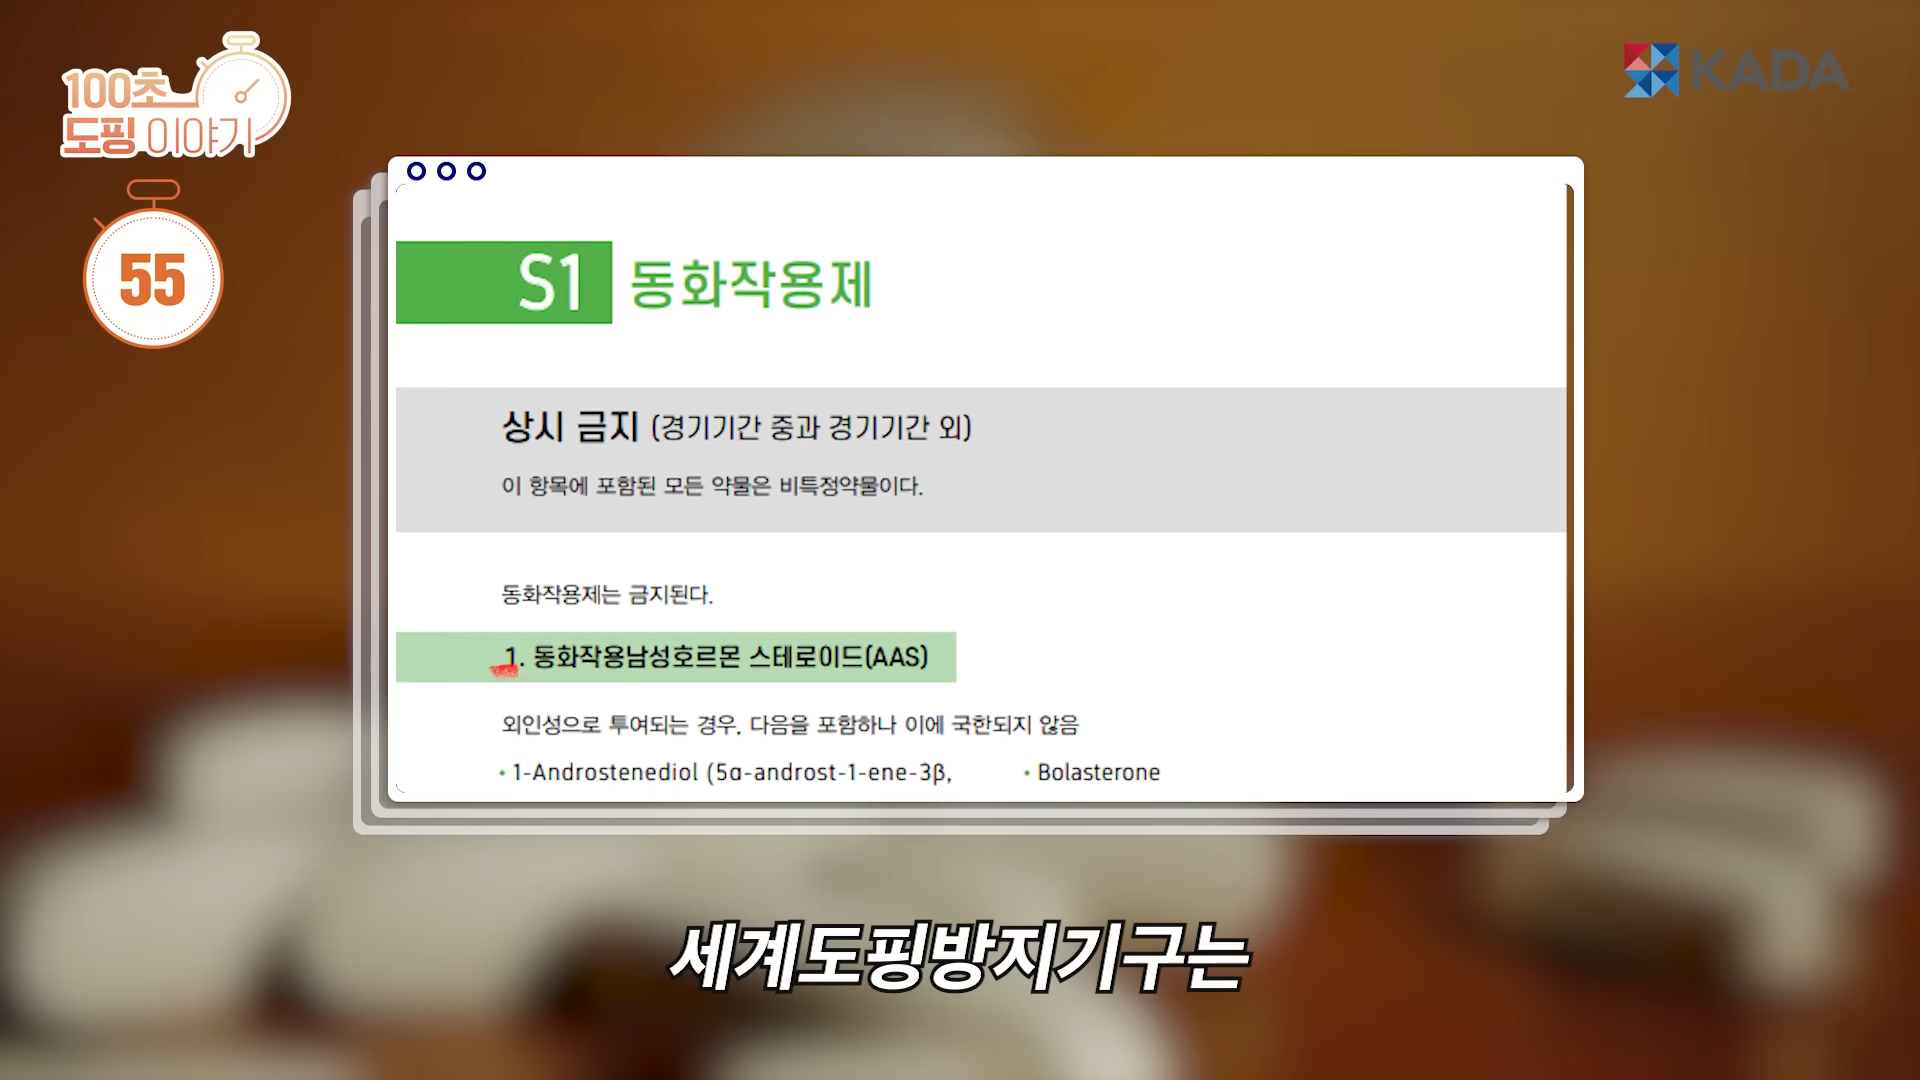 100초
도핑 이야기
KADA
55
S1 동화작용제
상시 금지 (경기기간 중과 경기기간 외)
이 항목에 포함된 모든 약물은 비특정약물이다.
동화작용제는 금지된다.
1. 동화작용남성호르몬 스테로이드(AAS)
외인성으로 투여되는 경우, 다음을 포함하나 이에 국한되지 않음
• 1-Androstenediol (5α-androst-1-ene-3β,
• Bolasterone
세계도핑방지기구는